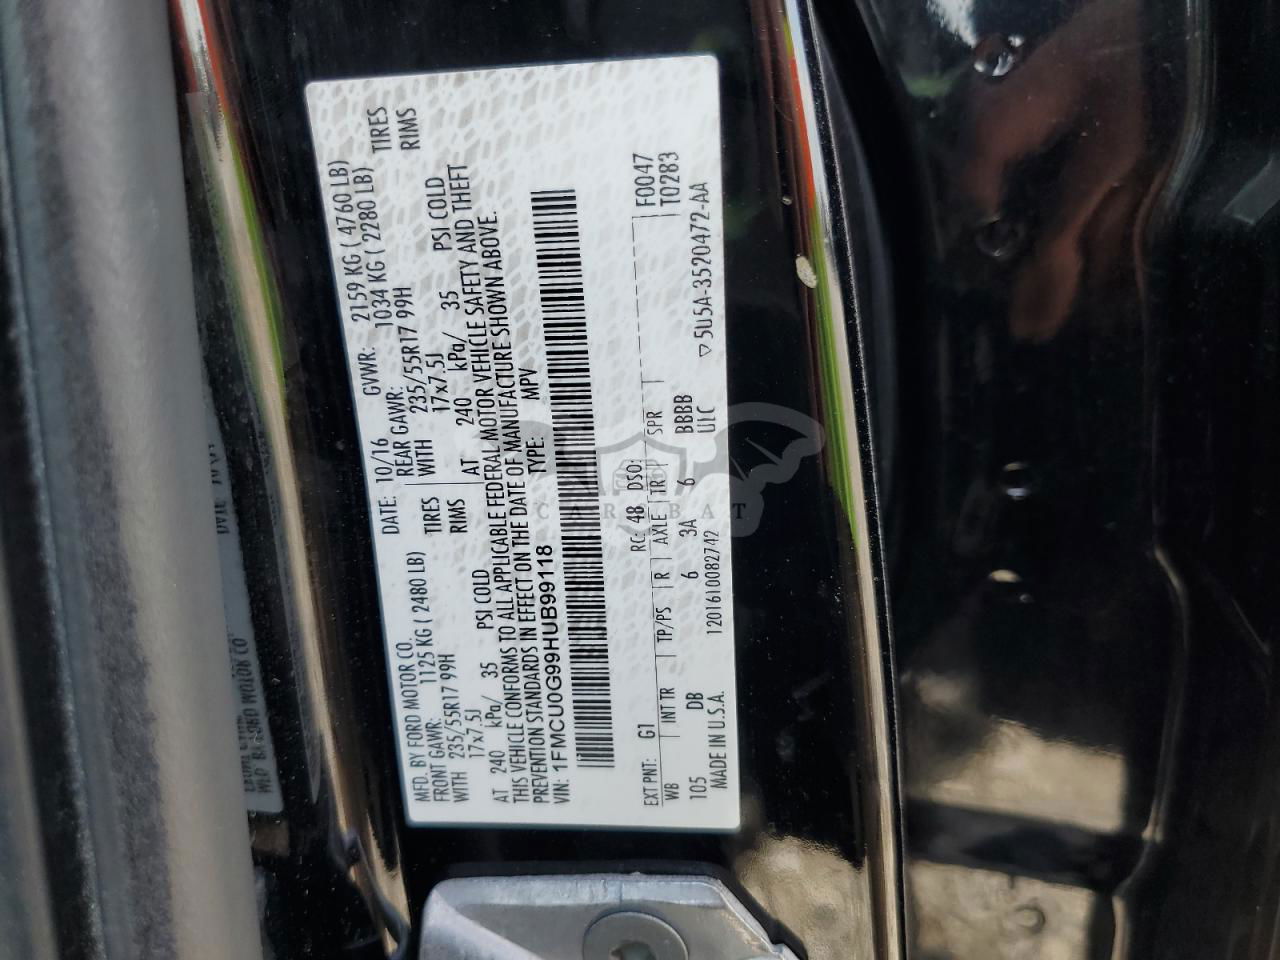 MFD. BY FORD MOTOR CO.
DATE: 10/16
GVWR: 2159 KG ( 4760 LB)
FRONT GAWR: 1125 KG ( 2480 LB)
REAR GAWR: 1034 KG ( 2280 LB)
WITH 235/55R17 99H TIRES
WITH 235/55R17 99H TIRES
17x7.5J RIMS
17x7.5J RIMS
AT 240 kPa/ 35 PSI COLD
AT 240 kPa/ 35 PSI COLD
THIS VEHICLE CONFORMS TO ALL APPLICABLE FEDERAL MOTOR VEHICLE SAFETY AND THEFT
PREVENTION STANDARDS IN EFFECT ON THE DATE OF MANUFACTURE SHOWN ABOVE.
VIN: 1FMCU0G99HUB99118
TYPE: MPV
EXT PNT: G1 RC: 48 DSO: F0047
WB INT TR TP/PS R AXLE TR SPR T0283
105 DB 6 3A 6 BBBB
MADE IN U.S.A. 1201610082742 ULC
▽5U5A-3520472-AA
CAR BAT